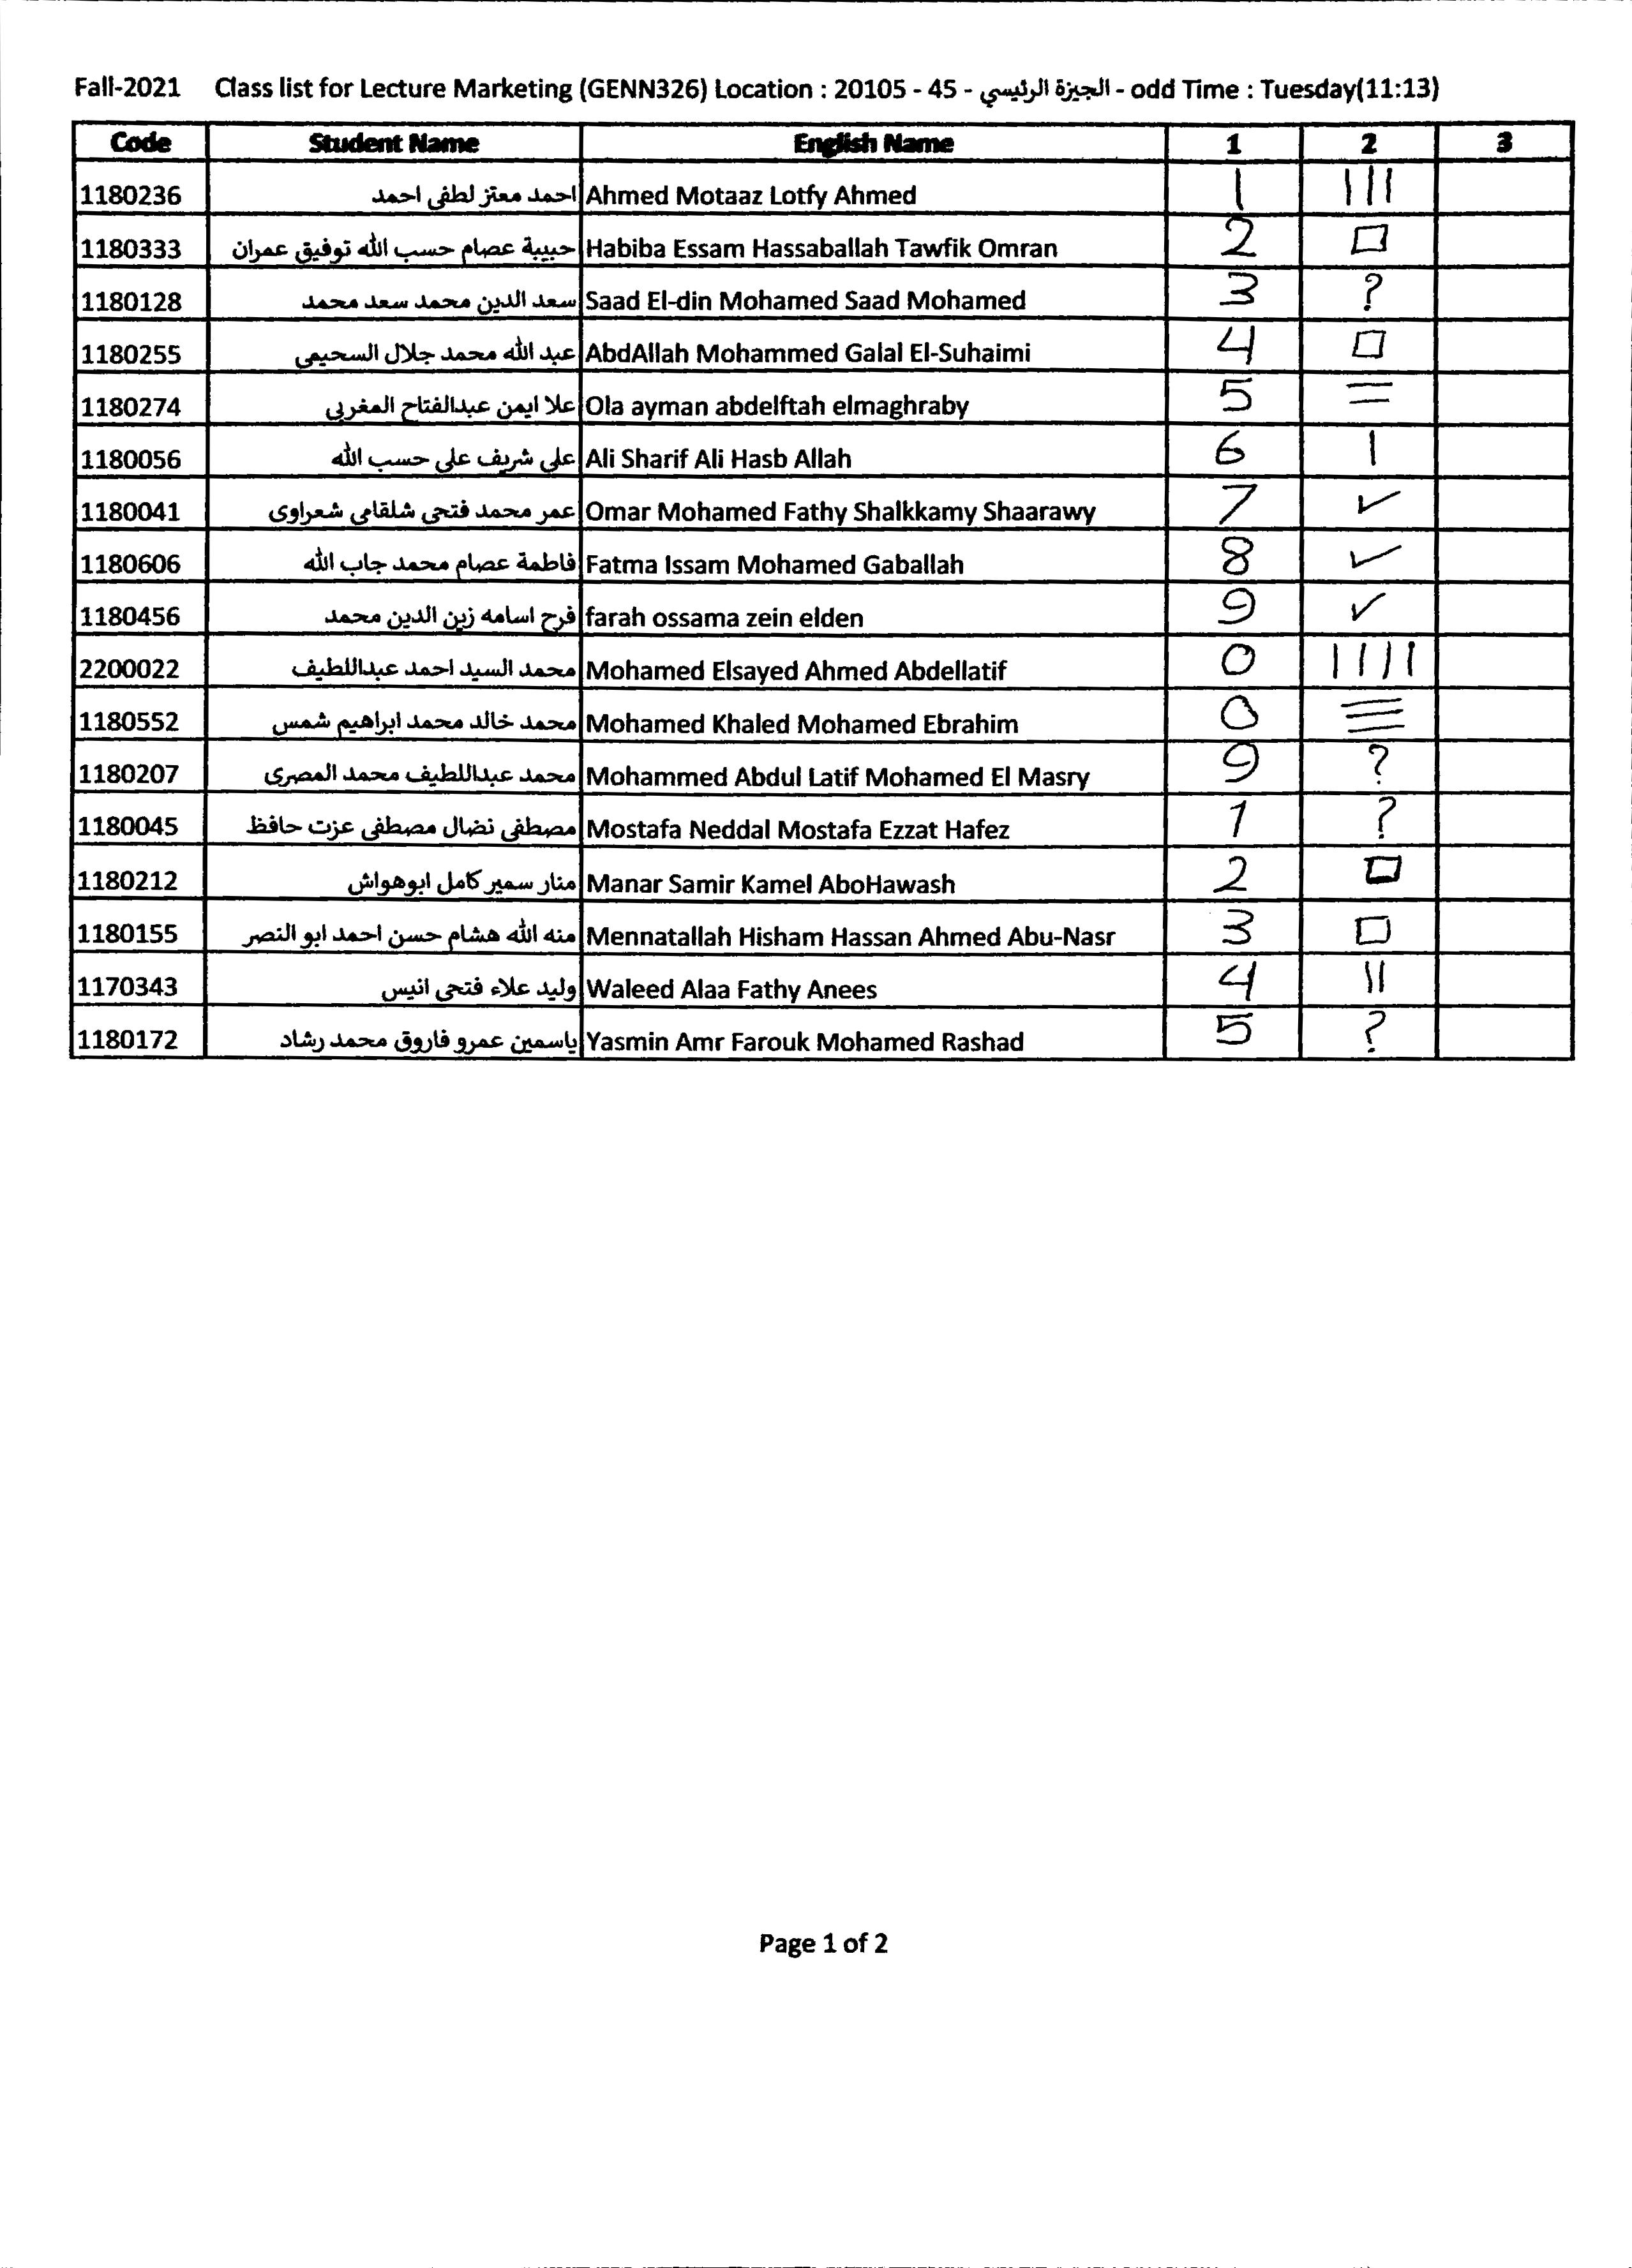 Fall-2021 Class list for Lecture Marketing (GENN326) Location : 20105 - 45 - الجيزة الرئيسي - odd Time : Tuesday(11:13)
Code Student Name English Name 1 2 3
1180236 احمد معتز لطفى احمد Ahmed Motaaz Lotfy Ahmed 1 |||
1180333 حبيبة عصام حسب الله توفيق عمران Habiba Essam Hassaballah Tawfik Omran 2 □
1180128 سعد الدين محمد سعد محمد Saad El-din Mohamed Saad Mohamed 3 ?
1180255 عبد الله محمد جلال السحيمى AbdAllah Mohammed Galal El-Suhaimi 4 □
1180274 علا ايمن عبدالفتاح المغربى Ola ayman abdelftah elmaghraby 5 =
1180056 على شريف على حسب الله Ali Sharif Ali Hasb Allah 6 |
1180041 عمر محمد فتحى شلقامى شعراوى Omar Mohamed Fathy Shalkkamy Shaarawy 7 ✓
1180606 فاطمة عصام محمد جاب الله Fatma Issam Mohamed Gaballah 8 ✓
1180456 فرح اسامه زين الدين محمد farah ossama zein elden 9 ✓
2200022 محمد السيد احمد عبداللطيف Mohamed Elsayed Ahmed Abdellatif 0 ||||
1180552 محمد خالد محمد ابراهيم شمس Mohamed Khaled Mohamed Ebrahim 0 ≡
1180207 محمد عبداللطيف محمد المصرى Mohammed Abdul Latif Mohamed El Masry 9 ?
1180045 مصطفى نضال مصطفى عزت حافظ Mostafa Neddal Mostafa Ezzat Hafez 1 ?
1180212 منار سمير كامل ابوهواش Manar Samir Kamel AboHawash 2 □
1180155 منه الله هشام حسن احمد ابو النصر Mennatallah Hisham Hassan Ahmed Abu-Nasr 3 □
1170343 وليد علاء فتحى انيس Waleed Alaa Fathy Anees 4 ||
1180172 ياسمين عمرو فاروق محمد رشاد Yasmin Amr Farouk Mohamed Rashad 5 ?
Page 1 of 2